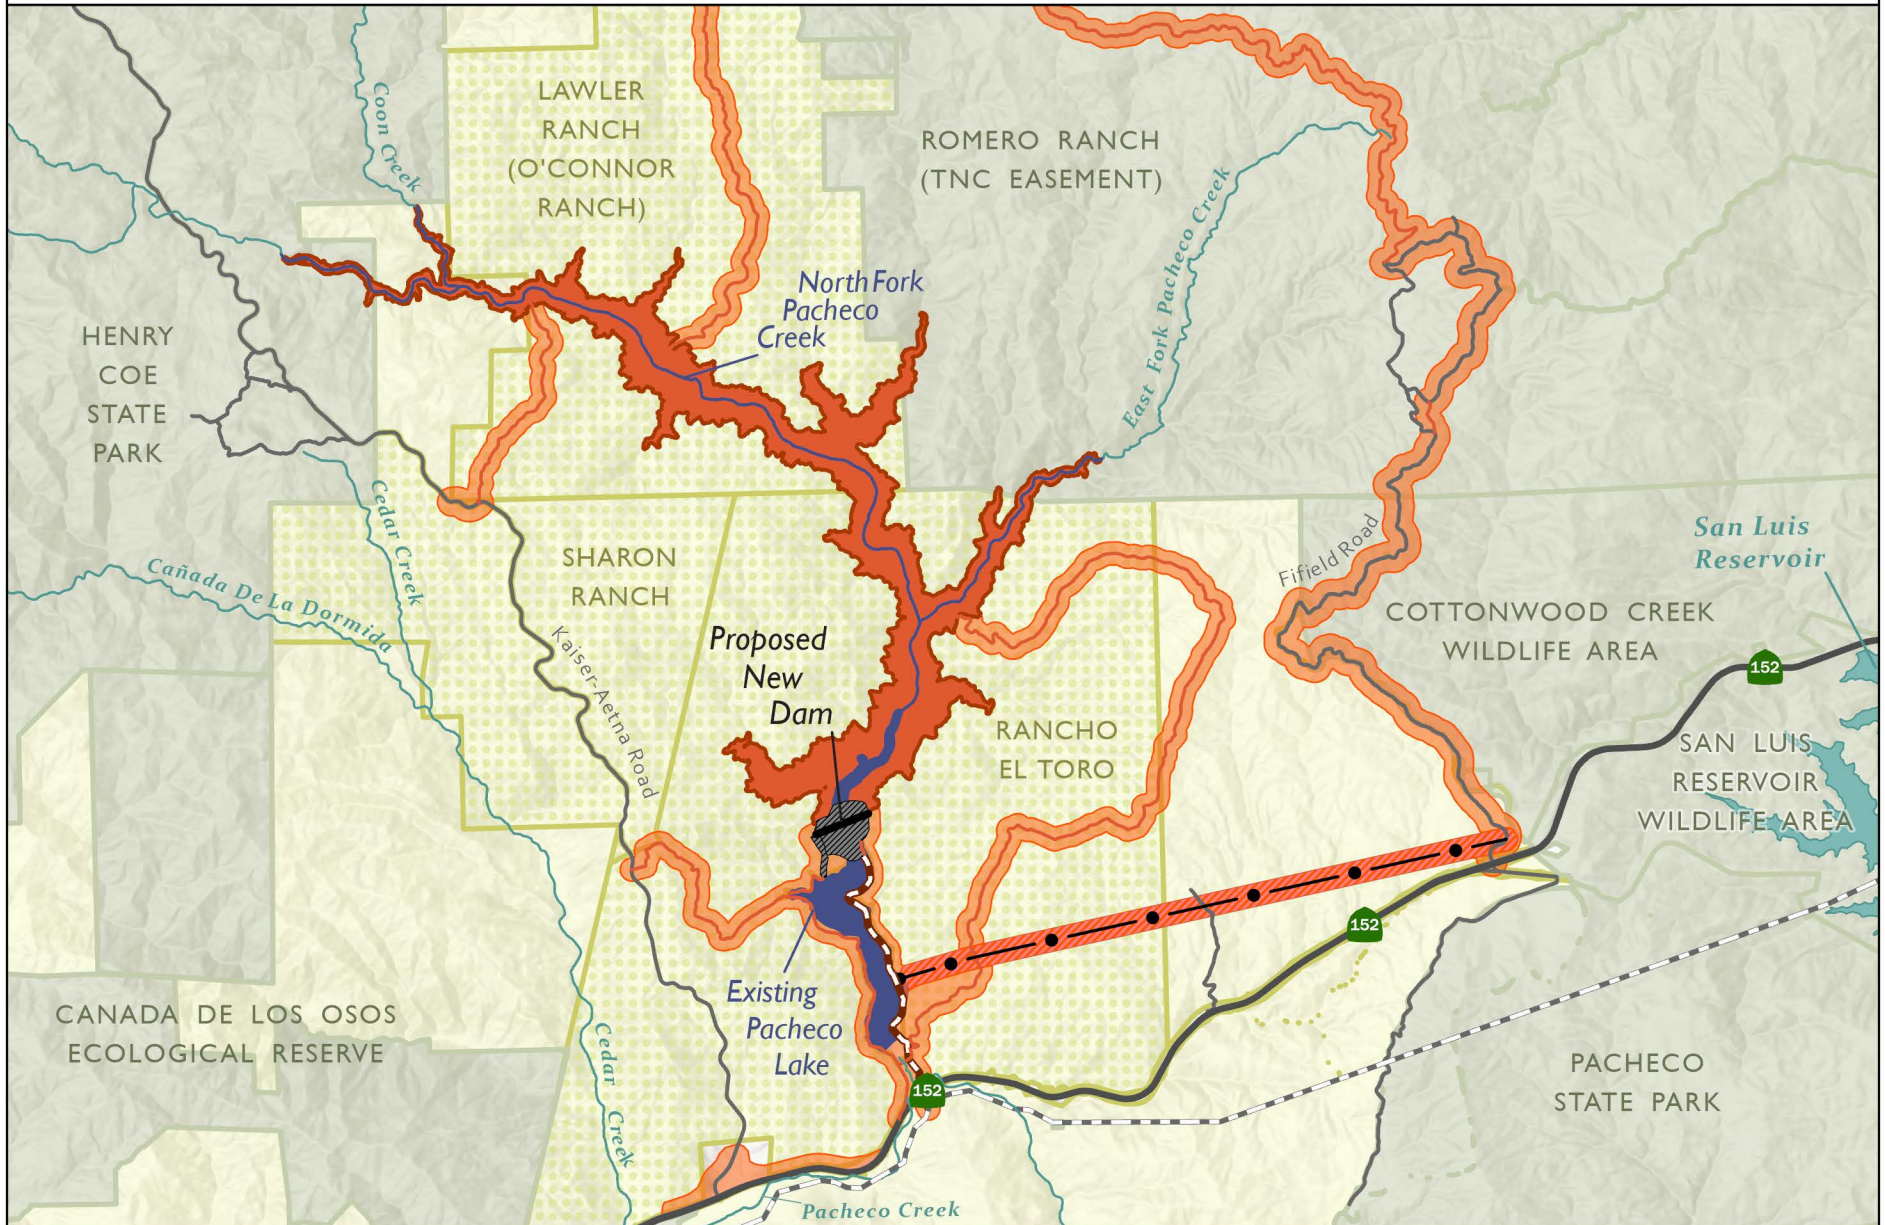 LAWLER
RANCH
(O'CONNOR
RANCH)
Coon Creek
ROMERO RANCH
(TNC EASEMENT)
East Fork Pacheco Creek
North Fork
Pacheco
Creek
HENRY
COE
STATE
PARK
Cedar Creek
Cañada De La Dormida
SHARON
RANCH
Kaiser-Aetna Road
Proposed
New
Dam
RANCHO
EL TORO
Fifield Road
San Luis
Reservoir
COTTONWOOD CREEK
WILDLIFE AREA
152
SAN LUIS
RESERVOIR
WILDLIFE AREA
152
Existing
Pacheco
Lake
CANADA DE LOS OSOS
ECOLOGICAL RESERVE
Cedar Creek
152
PACHECO
STATE PARK
Pacheco Creek